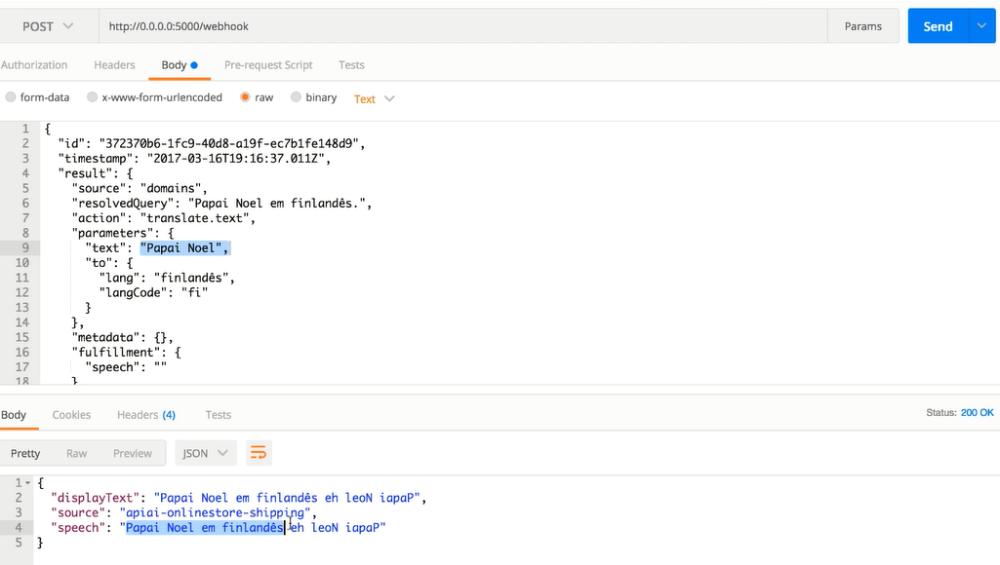 POST http://0.0.0.0:5000/webhook Params Send
Authorization Headers Body Pre-request Script Tests
form-data x-www-form-urlencoded raw binary Text
1 {
2 "id": "372370b6-1fc9-40d8-a19f-ec7b1fe148d9",
3 "timestamp": "2017-03-16T19:16:37.011Z",
4 "result": {
5 "source": "domains",
6 "resolvedQuery": "Papai Noel em finlandês.",
7 "action": "translate.text",
8 "parameters": {
9 "text": "Papai Noel",
10 "to": {
11 "lang": "finlandês",
12 "langCode": "fi"
13 }
14 },
15 "metadata": {},
16 "fulfillment": {
17 "speech": ""
18 }
Body Cookies Headers (4) Tests Status: 200 OK
Pretty Raw Preview JSON
1 {
2 "displayText": "Papai Noel em finlandês eh leoN iapaP",
3 "source": "apiai-onlinestore-shipping",
4 "speech": "Papai Noel em finlandês eh leoN iapaP"
5 }